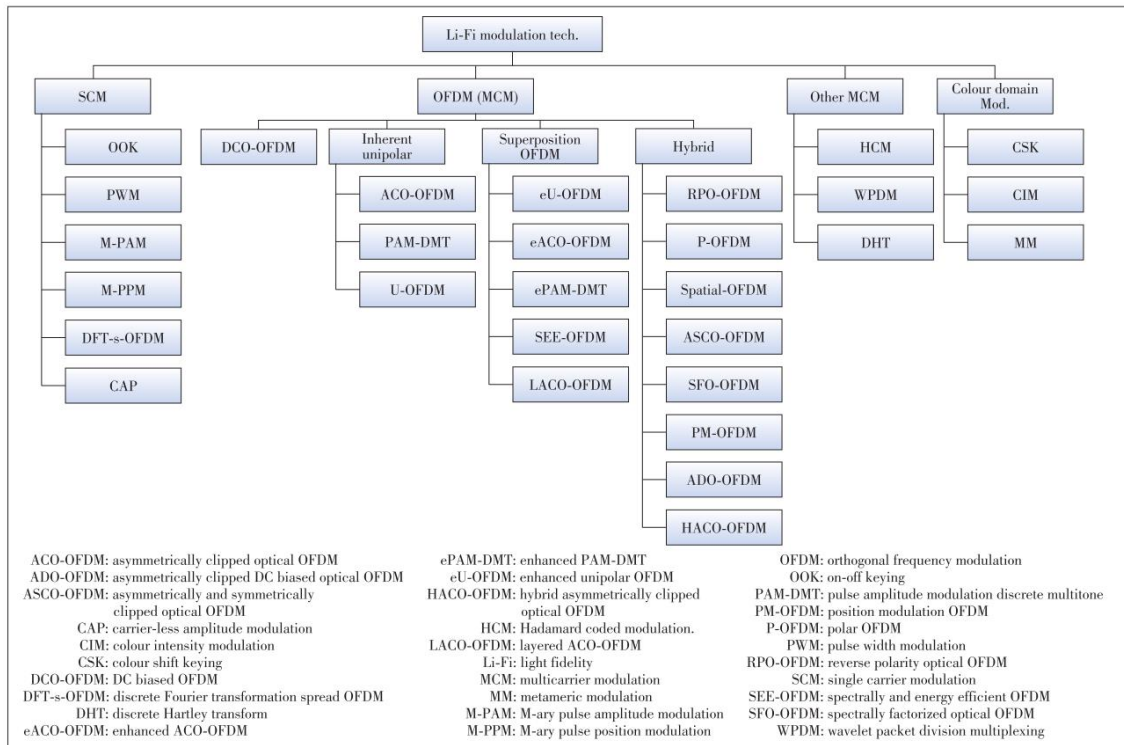 Li-Fi modulation tech.
SCM
OFDM (MCM)
Other MCM
Colour domain
Mod.
OOK
PWM
M-PAM
M-PPM
DFT-s-OFDM
CAP
DCO-OFDM
Inherent
unipolar
ACO-OFDM
PAM-DMT
U-OFDM
Superposition
OFDM
eU-OFDM
eACO-OFDM
ePAM-DMT
SEE-OFDM
LACO-OFDM
Hybrid
RPO-OFDM
P-OFDM
Spatial-OFDM
ASCO-OFDM
SFO-OFDM
PM-OFDM
ADO-OFDM
HACO-OFDM
HCM
WPDM
DHT
CSK
CIM
MM
ACO-OFDM: asymmetrically clipped optical OFDM
ADO-OFDM: asymmetrically clipped DC biased optical OFDM
ASCO-OFDM: asymmetrically and symmetrically
clipped optical OFDM
CAP: carrier-less amplitude modulation
CIM: colour intensity modulation
CSK: colour shift keying
DCO-OFDM: DC biased OFDM
DFT-s-OFDM: discrete Fourier transformation spread OFDM
DHT: discrete Hartley transform
eACO-OFDM: enhanced ACO-OFDM
ePAM-DMT: enhanced PAM-DMT
eU-OFDM: enhanced unipolar OFDM
HACO-OFDM: hybrid asymmetrically clipped
optical OFDM
HCM: Hadamard coded modulation.
LACO-OFDM: layered ACO-OFDM
Li-Fi: light fidelity
MCM: multicarrier modulation
MM: metameric modulation
M-PAM: M-ary pulse amplitude modulation
M-PPM: M-ary pulse position modulation
OFDM: orthogonal frequency modulation
OOK: on-off keying
PAM-DMT: pulse amplitude modulation discrete multitone
PM-OFDM: position modulation OFDM
P-OFDM: polar OFDM
PWM: pulse width modulation
RPO-OFDM: reverse polarity optical OFDM
SCM: single carrier modulation
SEE-OFDM: spectrally and energy efficient OFDM
SFO-OFDM: spectrally factorized optical OFDM
WPDM: wavelet packet division multiplexing